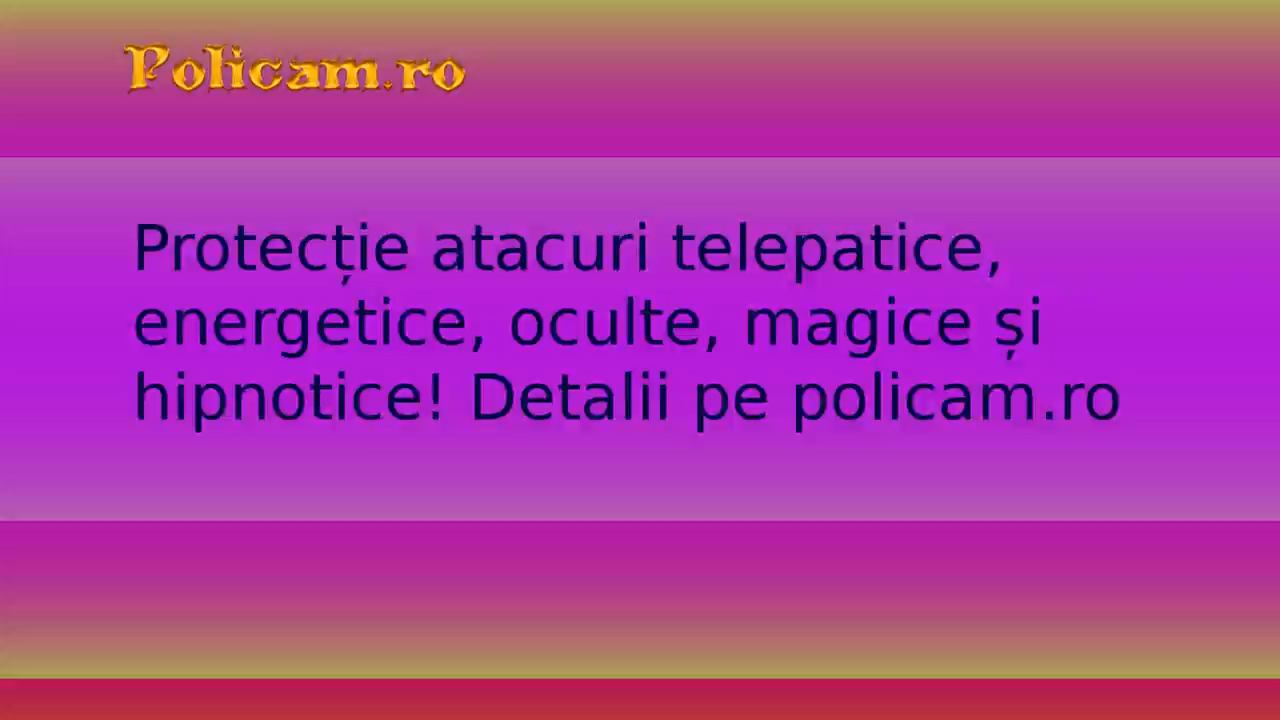 Policam.ro
Protecție atacuri telepatice,
energetice, oculte, magice și
hipnotice! Detalii pe policam.ro